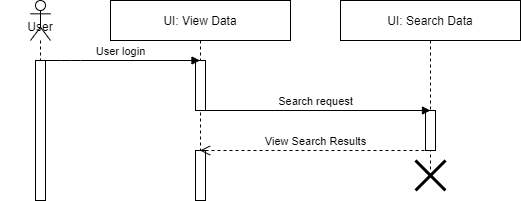 User
UI: View Data
UI: Search Data
User login
Search request
View Search Results